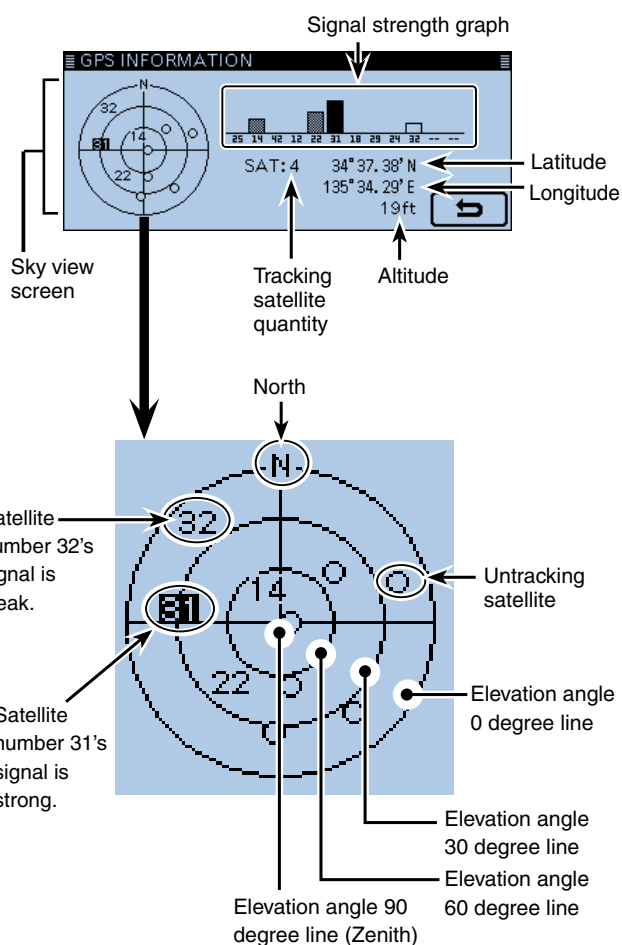 Signal strength graph
GPS INFORMATION
N
32
14
31
22
25 14 42 12 22 31 18 29 24 32 -- --
SAT:4
34°37.38'N
135°34.29'E
19ft
Latitude
Longitude
Sky view
screen
Tracking
satellite
quantity
Altitude
North
N
atellite
umber 32's
gnal is
eak.
32
14
31
22
Untracking
satellite
Satellite
number 31's
signal is
strong.
Elevation angle
0 degree line
Elevation angle
30 degree line
Elevation angle
60 degree line
Elevation angle 90
degree line (Zenith)